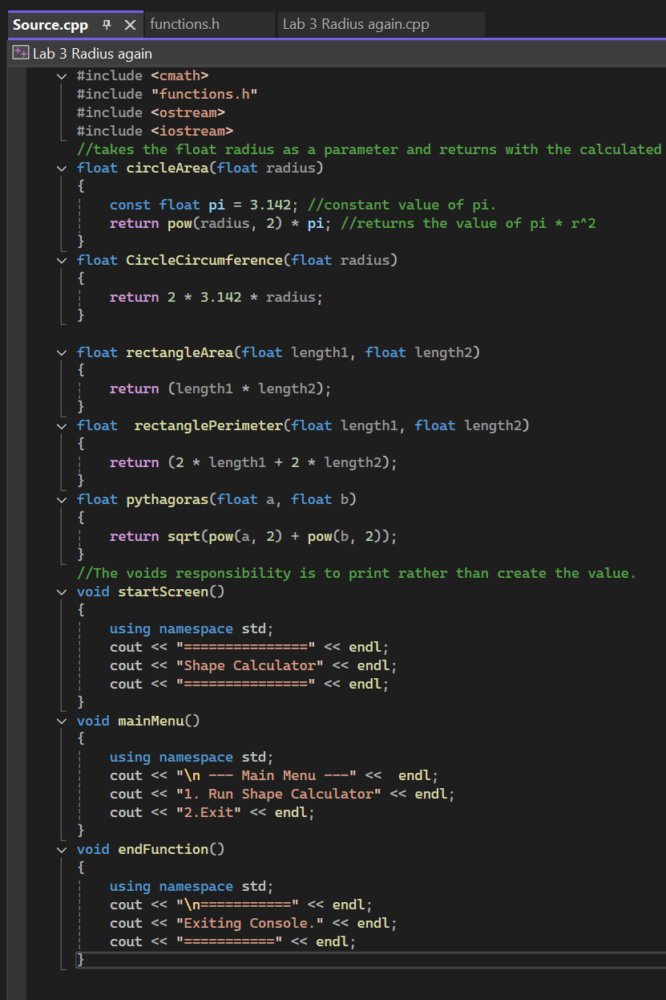 Source.cpp functions.h Lab 3 Radius again.cpp
Lab 3 Radius again
#include <cmath>
#include "functions.h"
#include <ostream>
#include <iostream>
//takes the float radius as a parameter and returns with the calculated
float circleArea(float radius)
{
    const float pi = 3.142; //constant value of pi.
    return pow(radius, 2) * pi; //returns the value of pi * r^2
}
float CircleCircumference(float radius)
{
    return 2 * 3.142 * radius;
}

float rectangleArea(float length1, float length2)
{
    return (length1 * length2);
}
float  rectanglePerimeter(float length1, float length2)
{
    return (2 * length1 + 2 * length2);
}
float pythagoras(float a, float b)
{
    return sqrt(pow(a, 2) + pow(b, 2));
}
//The voids responsibility is to print rather than create the value.
void startScreen()
{
    using namespace std;
    cout << "===============" << endl;
    cout << "Shape Calculator" << endl;
    cout << "===============" << endl;
}
void mainMenu()
{
    using namespace std;
    cout << "\n --- Main Menu ---" <<  endl;
    cout << "1. Run Shape Calculator" << endl;
    cout << "2.Exit" << endl;
}
void endFunction()
{
    using namespace std;
    cout << "\n===========" << endl;
    cout << "Exiting Console." << endl;
    cout << "===========" << endl;
}